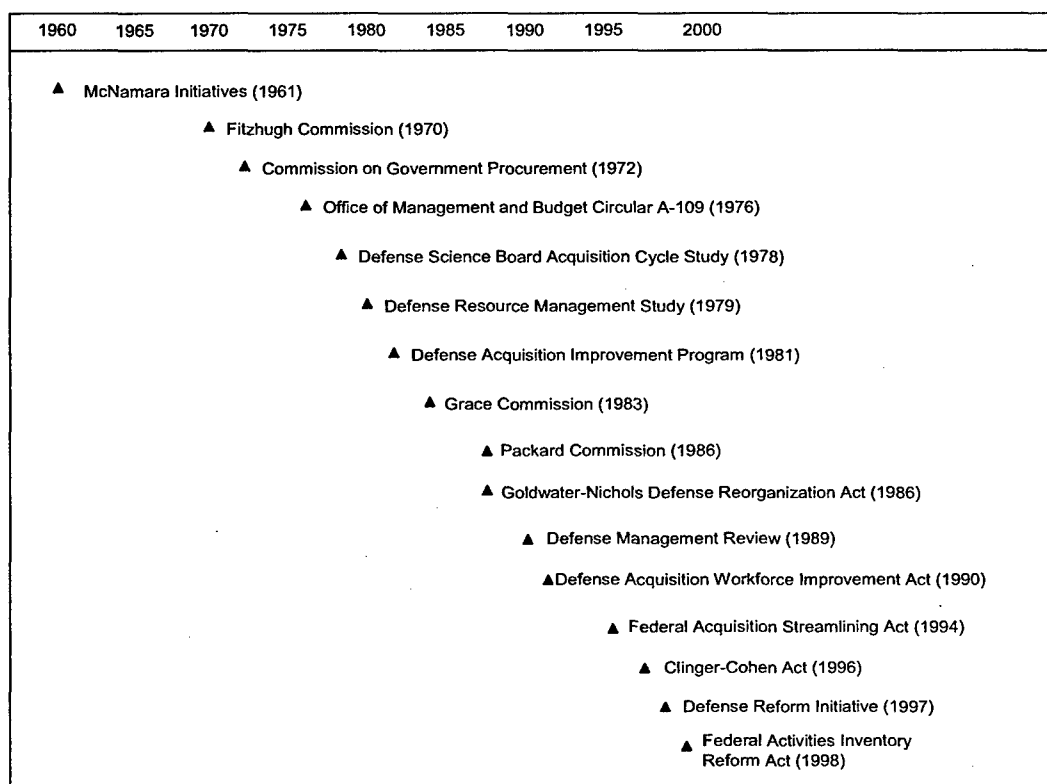 1960 1965 1970 1975 1980 1985 1990 1995 2000
McNamara Initiatives (1961)
Fitzhugh Commission (1970)
Commission on Government Procurement (1972)
Office of Management and Budget Circular A-109 (1976)
Defense Science Board Acquisition Cycle Study (1978)
Defense Resource Management Study (1979)
Defense Acquisition Improvement Program (1981)
Grace Commission (1983)
Packard Commission (1986)
Goldwater-Nichols Defense Reorganization Act (1986)
Defense Management Review (1989)
Defense Acquisition Workforce Improvement Act (1990)
Federal Acquisition Streamlining Act (1994)
Clinger-Cohen Act (1996)
Defense Reform Initiative (1997)
Federal Activities Inventory
Reform Act (1998)